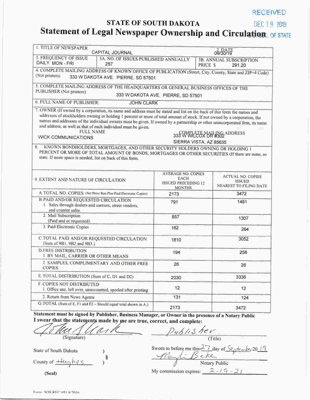 RECEIVED
DEC 19 2019
STATE OF SOUTH DAKOTA
Statement of Legal Newspaper Ownership and Circulation
OF STATE
1. TITLE OF NEWSPAPER
CAPITAL JOURNAL
2. DATE
09/30/19
3. FREQUENCY OF ISSUE
DAILY MON - FRI
3A. NO. OF ISSUES PUBLISHED ANNUALLY
257
3B. ANNUAL SUBSCRIPTION
PRICE $ 291.20
4. COMPLETE MAILING ADDRESS OF KNOWN OFFICE OF PUBLICATION (Street, City, County, State and ZIP+4 Code)
(Not printers) 333 W DAKOTA AVE. PIERRE, SD 57501
5. COMPLETE MAILING ADDRESS OF THE HEADQUARTERS OR GENERAL BUSINESS OFFICES OF THE
PUBLISHER (Not printers) 333 W DAKOTA AVE, PIERRE, SD 57501
6. FULL NAME OF PUBLISHER: JOHN CLARK
7. OWNER (If owned by a corporation, its name and address must be stated and list on the back of this form the names and
addresses of stockholders owning or holding 1 percent or more of total amount of stock. If not owned by a corporation, the
names and addresses of the individual owners must be given. If owned by a partnership or other unincorporated firm, its name
and address, as well as that of each individual must be given.)
FULL NAME
COMPLETE MAILING ADDRESS
WICK COMMUNICATIONS
333 W WILCOX DR #302
SIERRA VISTA, AZ 85635
8. KNOWN BONDHOLDERS, MORTGAGES, AND OTHER SECURITY HOLDERS OWNING OR HOLDING 1
PERCENT OR MORE OF TOTAL AMOUNT OF BONDS, MORTGAGES OR OTHER SECURITIES (If there are none, so
state. If more space is needed, list on back of this form.
9. EXTENT AND NATURE OF CIRCULATION
AVERAGE NO. COPIES
EACH
ISSUED PRECEDING 12
MONTHS
ACTUAL NO. COPIES
ISSUED
NEAREST TO FILING DATE
A. TOTAL NO. COPIES (Net Press Run Plus Paid Electronic Copies)
2173
3472
B. PAID AND/OR REQUESTED CIRCULATION
1. Sales through dealers and carriers, street vendors,
and counter sales
791
1481
2. Mail Subscription
(Paid and or requested)
857
1307
3. Paid Electronic Copies
162
264
C. TOTAL PAID AND/OR REQUESTED CIRCULATION
(Sum of 9B1, 9B2 and 9B3)
1810
3052
D. FREE DISTRIBUTION
1. BY MAIL, CARRIER OR OTHER MEANS
194
258
2. SAMPLES, COMPLIMENTARY AND OTHER FREE
COPIES
26
26
E. TOTAL DISTRIBUTION (Sum of C, D1 and D2)
2030
3336
F. COPIES NOT DISTRIBUTED
1. Office use, left over, unaccounted, spoiled after printing
12
12
2. Return from News Agents
131
124
G. TOTAL (Sum of E, F1 and F2 - Should equal total shown in A.)
2173
3472
Statement must be signed by Publisher, Business Manager, or Owner in the presence of a Notary Public
I swear that the statements made by me are true, correct, and complete:
John Clark
Publisher
(Signature)
(Title)
State of South Dakota )
Sworn to before me this 27 day of September 20 19
County of Hughes )
Notary Public
(Seal)
My commission expires: 2-19-21